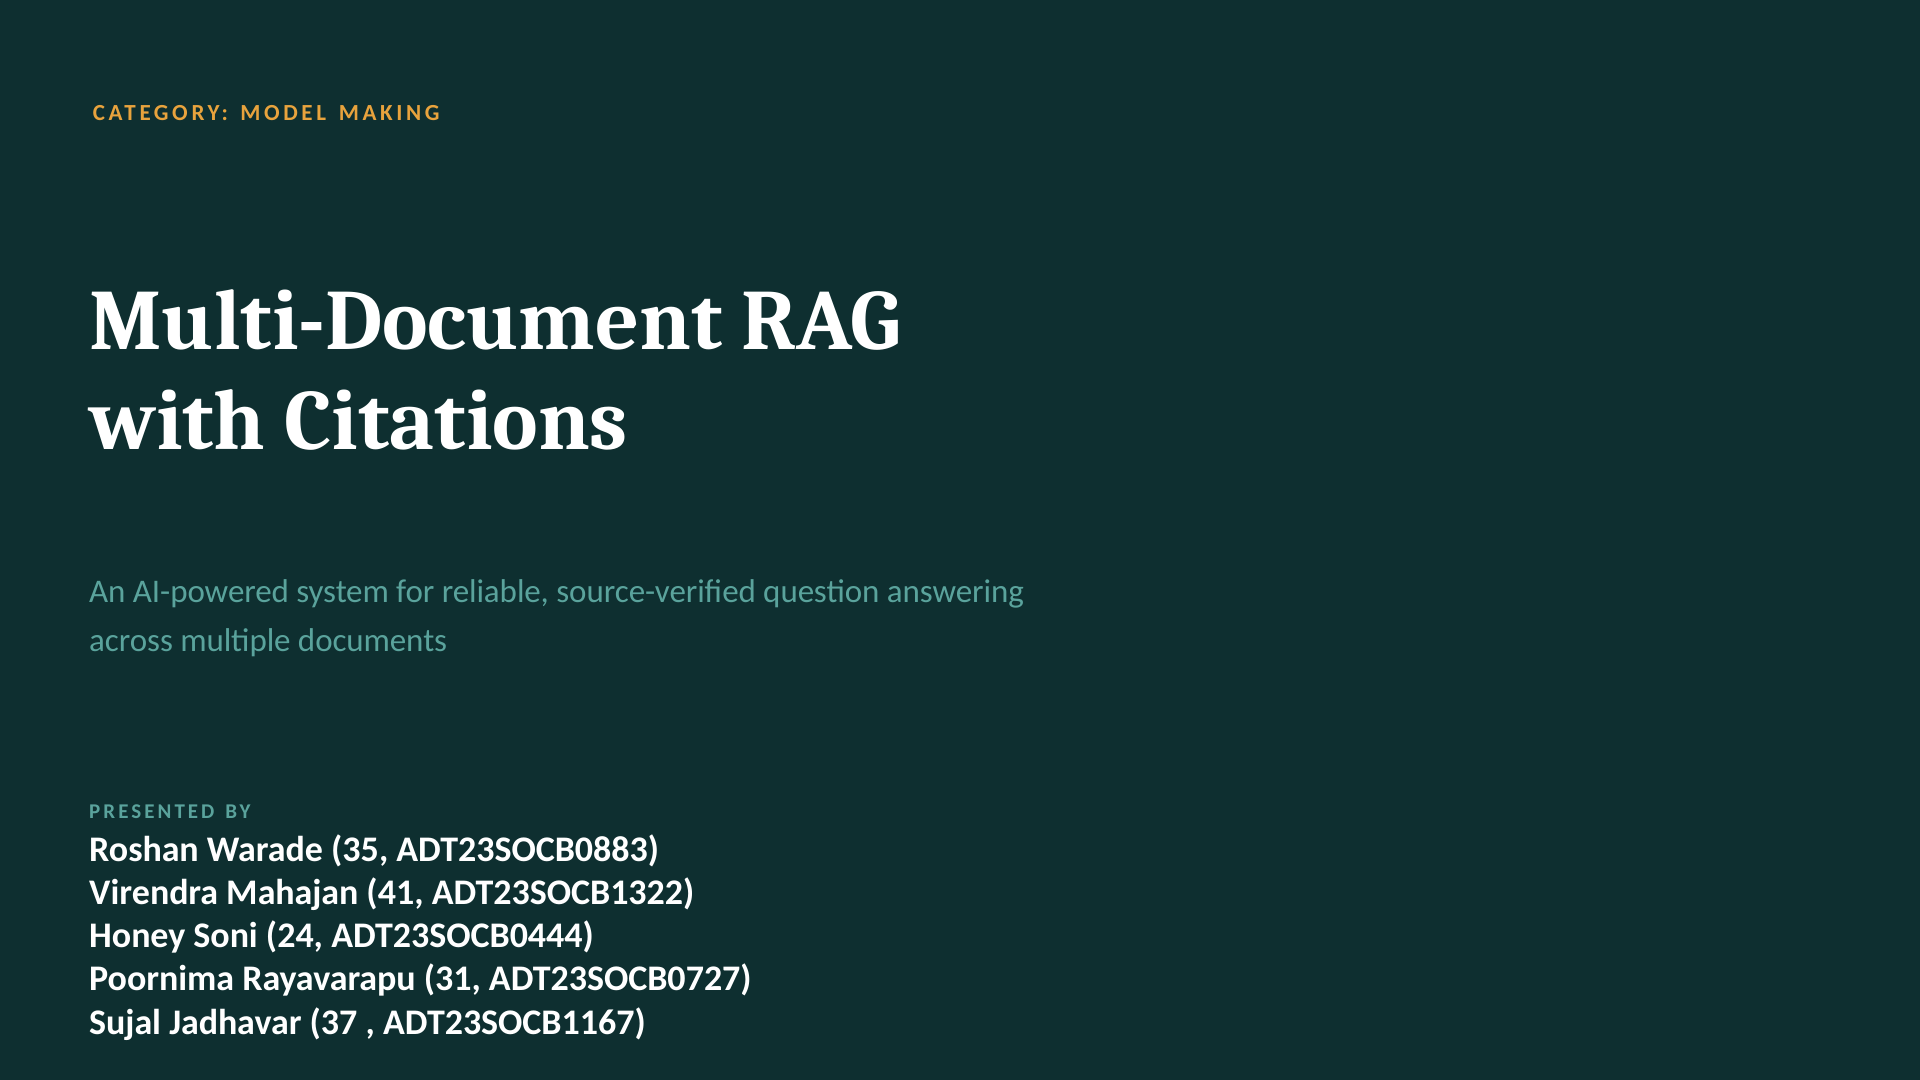 CATEGORY: MODEL MAKING
Multi-Document RAG
with Citations
An AI-powered system for reliable, source-verified question answering
across multiple documents
PRESENTED BY
Roshan Warade (35, ADT23SOCB0883)
Virendra Mahajan (41, ADT23SOCB1322)
Honey Soni (24, ADT23SOCB0444)
Poornima Rayavarapu (31, ADT23SOCB0727)
Sujal Jadhavar (37 , ADT23SOCB1167)